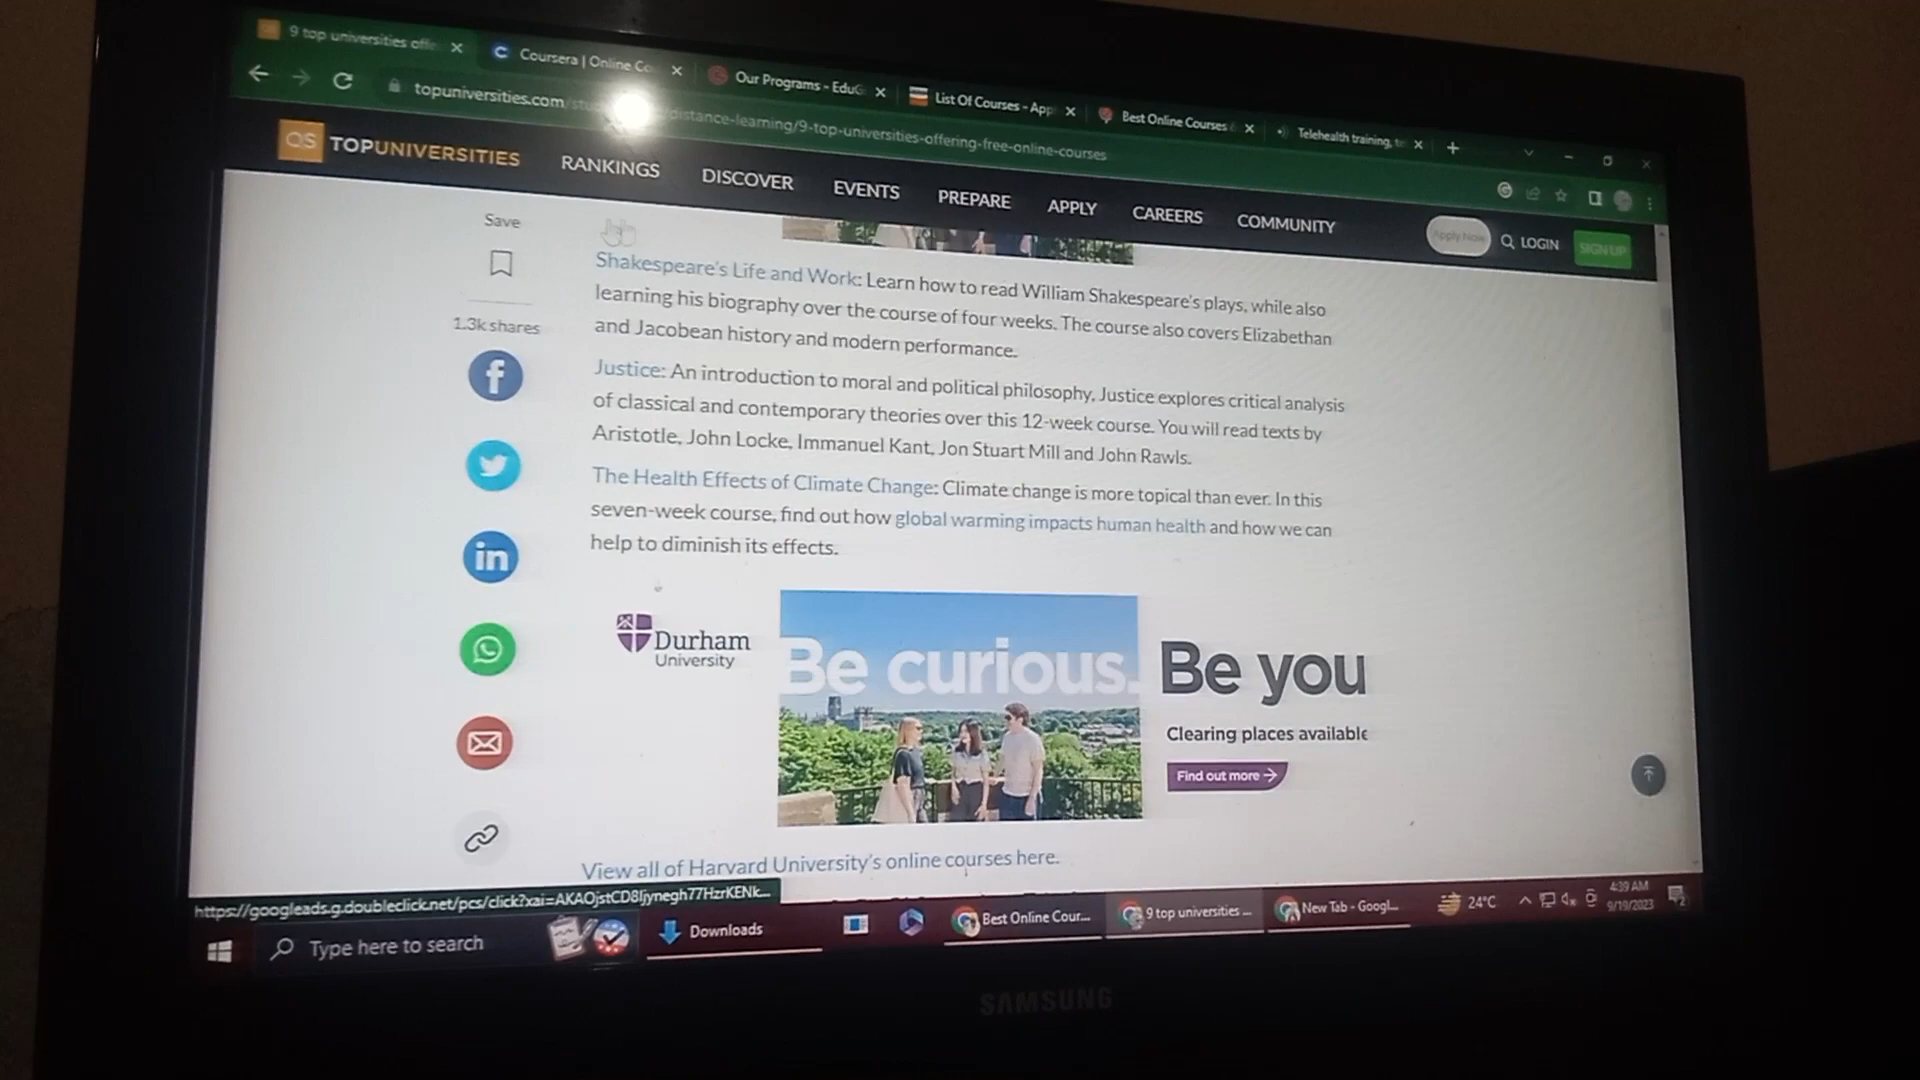 9 top universities offe
Coursera | Online Co
Our Programs - EduG
List Of Courses - App
Best Online Courses
Telehealth training, te
topuniversities.com/stu
distance-learning/9-top-universities-offering-free-online-courses
QS TOPUNIVERSITIES
RANKINGS
DISCOVER
EVENTS
PREPARE
APPLY
CAREERS
COMMUNITY
Apply Now
LOGIN
SIGN UP
Save
1.3k shares
Shakespeare's Life and Work: Learn how to read William Shakespeare's plays, while also
learning his biography over the course of four weeks. The course also covers Elizabethan
and Jacobean history and modern performance.
Justice: An introduction to moral and political philosophy, Justice explores critical analysis
of classical and contemporary theories over this 12-week course. You will read texts by
Aristotle, John Locke, Immanuel Kant, Jon Stuart Mill and John Rawls.
The Health Effects of Climate Change: Climate change is more topical than ever. In this
seven-week course, find out how global warming impacts human health and how we can
help to diminish its effects.
Durham
University
Be curious.
Be you
Clearing places available
Find out more
View all of Harvard University's online courses here.
https://googleads.g.doubleclick.net/pcs/click?xai=AKAOjstCD8Ijynegh77HzrKENk...
Type here to search
Downloads
Best Online Cour...
9 top universities ...
New Tab - Googl...
24°C
4:39 AM
9/19/2023
SAMSUNG